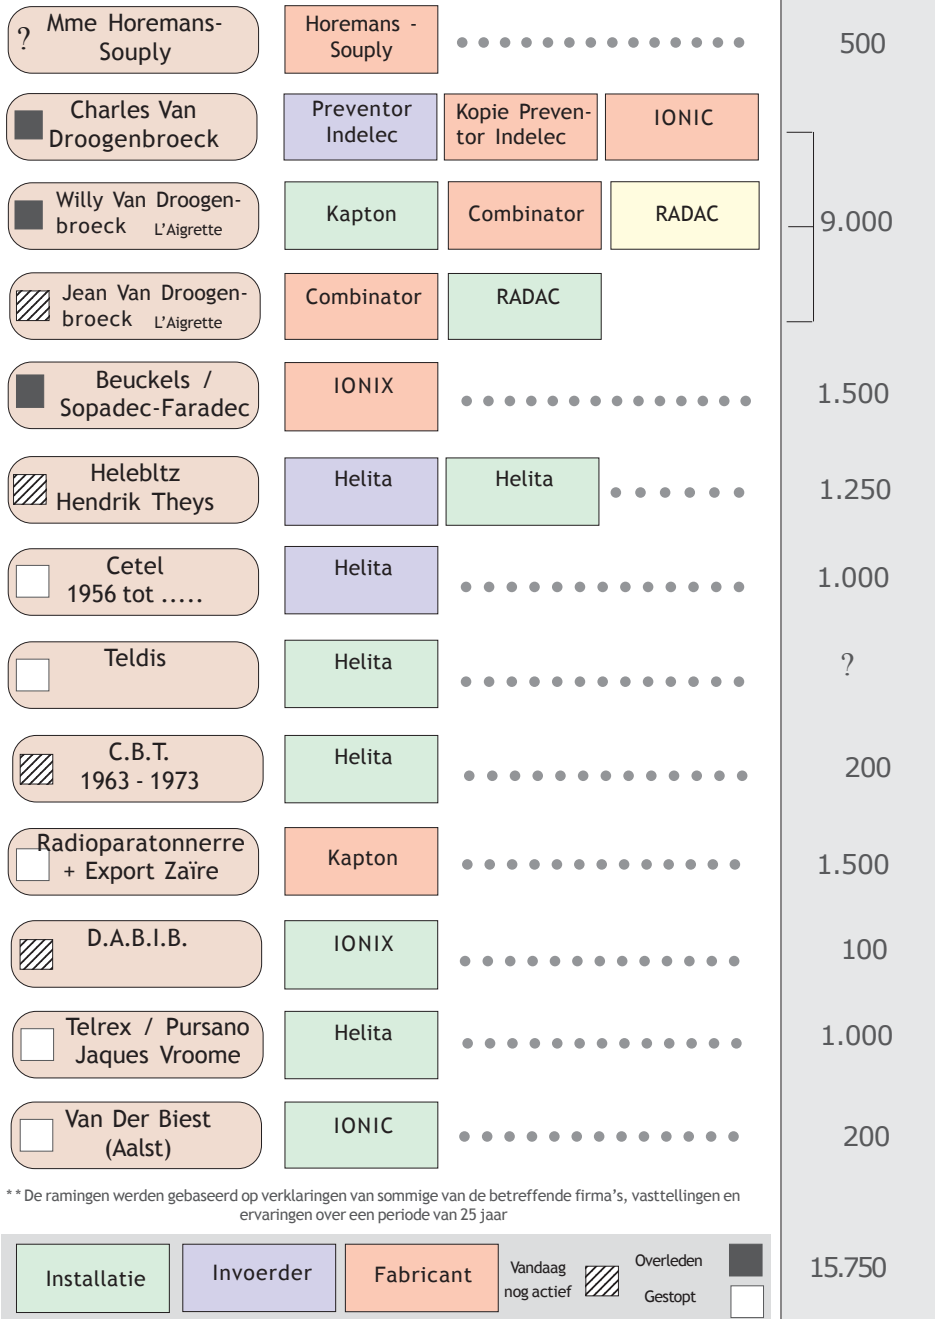 ? Mme Horemans-
Souply
Horemans -
Souply
500
Charles Van
Droogenbroeck
Preventor
Indelec
Kopie Preven-
tor Indelec
IONIC
Willy Van Droogen-
broeck L'Aigrette
Kapton
Combinator
RADAC
9.000
Jean Van Droogen-
broeck L'Aigrette
Combinator
RADAC
Beuckels /
Sopadec-Faradec
IONIX
1.500
Helebltz
Hendrik Theys
Helita
Helita
1.250
Cetel
1956 tot .....
Helita
1.000
Teldis
Helita
?
C.B.T.
1963 - 1973
Helita
200
Radioparatonnerre
+ Export Zaïre
Kapton
1.500
D.A.B.I.B.
IONIX
100
Telrex / Pursano
Jaques Vroome
Helita
1.000
Van Der Biest
(Aalst)
IONIC
200
**De ramingen werden gebaseerd op verklaringen van sommige van de betreffende firma's, vasttellingen en
ervaringen over een periode van 25 jaar
Installatie
Invoerder
Fabricant
Vandaag
nog actief
Overleden
Gestopt
15.750